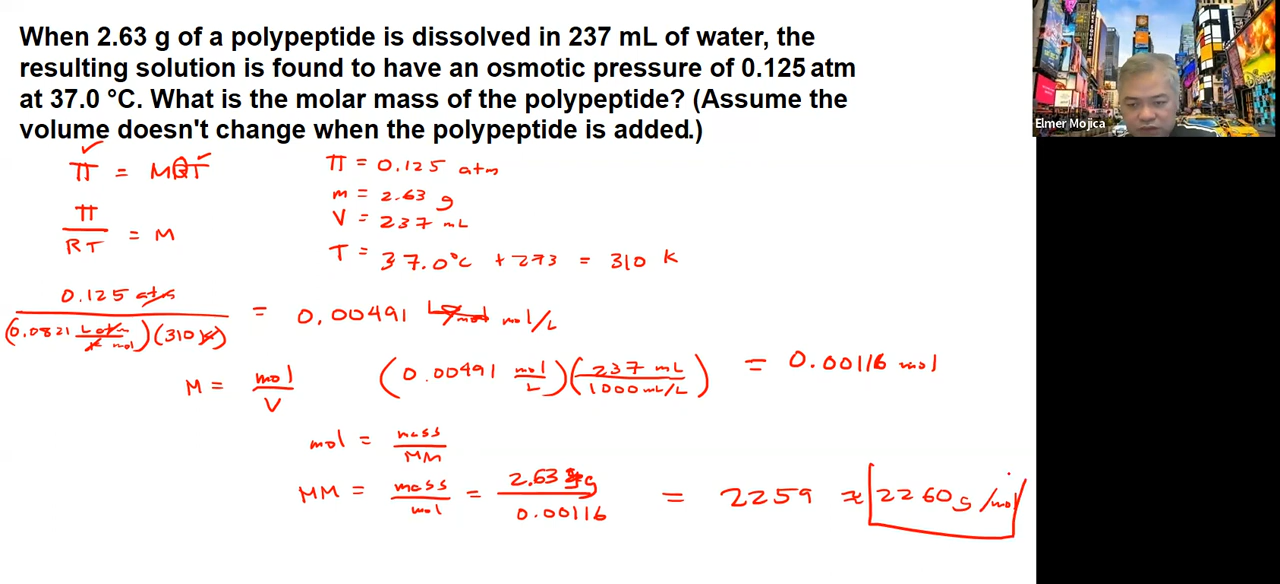 When 2.63 g of a polypeptide is dissolved in 237 mL of water, the
resulting solution is found to have an osmotic pressure of 0.125 atm
at 37.0 °C. What is the molar mass of the polypeptide? (Assume the
volume doesn't change when the polypeptide is added.)
Elmer Mojica
π = MRT
π = 0.125 atm
m = 2.63 g
V = 237 mL
π / RT = M
T = 37.0°C + 273 = 310 K
0.125 atm / (0.0821 L atm / K mol)(310 K) = 0.00491 mol/L
M = mol / V
(0.00491 mol / L)(237 mL / 1000 mL/L) = 0.00116 mol
mol = mass / MM
MM = mass / mol = 2.63 g / 0.00116 = 2259 ≈ 2260 g/mol